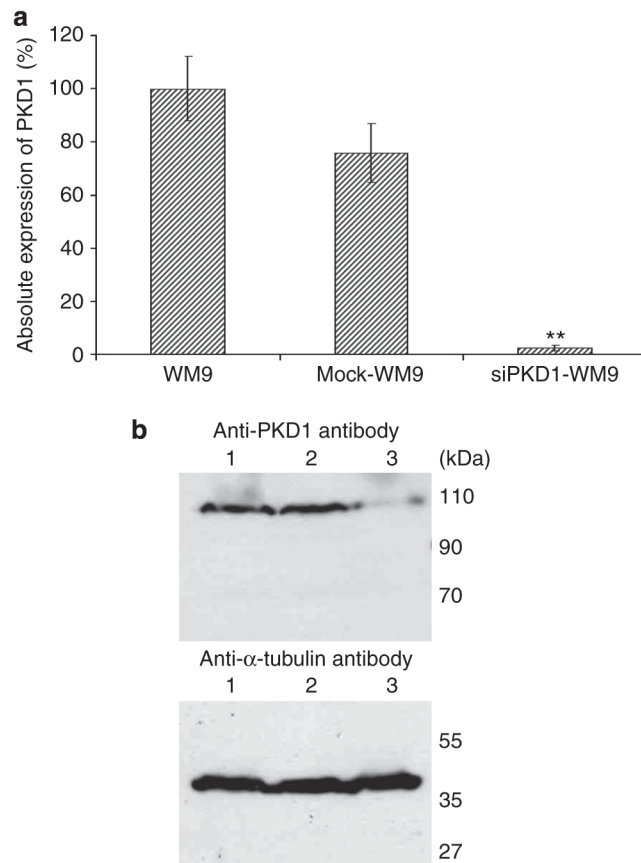 a
Absolute expression of PKD1 (%)
120
100
80
60
40
20
0
**
WM9 Mock-WM9 siPKD1-WM9
b
Anti-PKD1 antibody
1 2 3 (kDa)
110
90
70
Anti-α-tubulin antibody
1 2 3
55
35
27